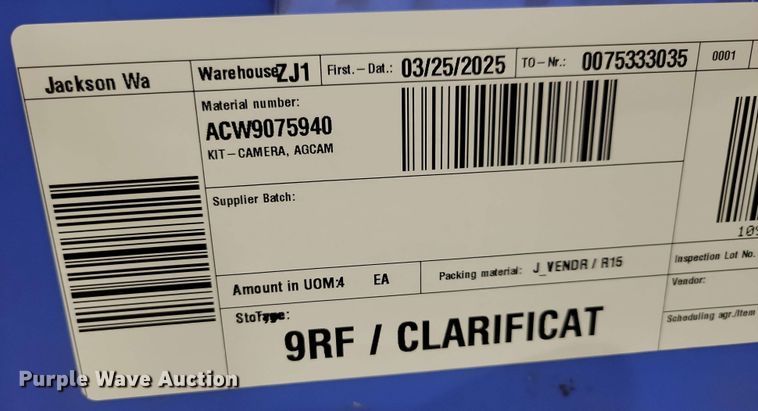 Jackson Wa
Warehouse ZJ1 First.-Dat.: 03/25/2025 TO-Nr.: 0075333035 0001
Material number:
ACW9075940
KIT-CAMERA, AGCAM
Supplier Batch:
Amount in UOM:4 EA Packing material: J_VENDR / R15
Inspection Lot No.
Vendor:
Scheduling agr./Item
9RF / CLARIFICAT
Purple Wave Auction